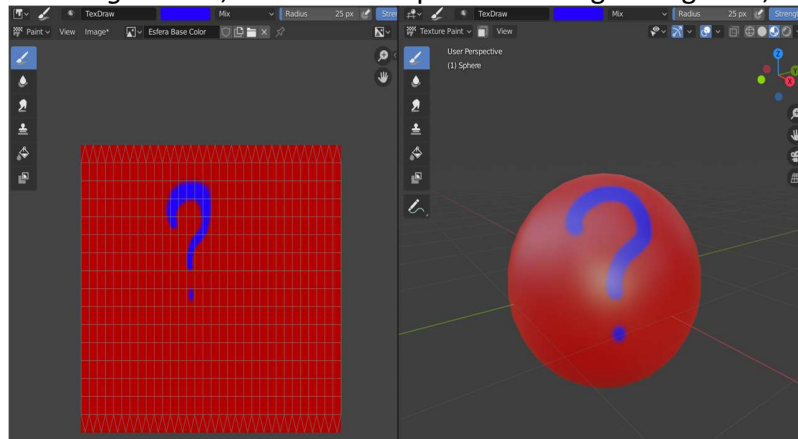 TexDraw Mix Radius 25 px
Paint View Image* Esfera Base Color
TexDraw Mix Radius 25 px
Texture Paint View
User Perspective
(1) Sphere
Z
Y
X
?
?